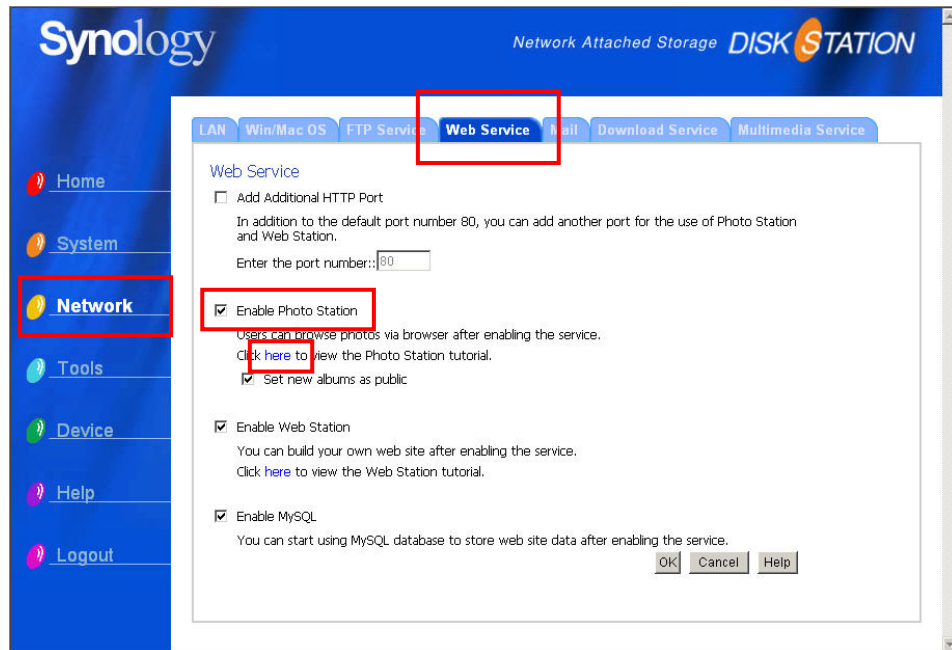 Synology
Network Attached Storage DISK STATION
LAN Win/Mac OS FTP Service Web Service Mail Download Service Multimedia Service
Home
System
Network
Tools
Device
Help
Logout
Web Service
Add Additional HTTP Port
In addition to the default port number 80, you can add another port for the use of Photo Station
and Web Station.
Enter the port number:: 80
Enable Photo Station
Users can browse photos via browser after enabling the service.
Click here to view the Photo Station tutorial.
Set new albums as public
Enable Web Station
You can build your own web site after enabling the service.
Click here to view the Web Station tutorial.
Enable MySQL
You can start using MySQL database to store web site data after enabling the service.
OK Cancel Help